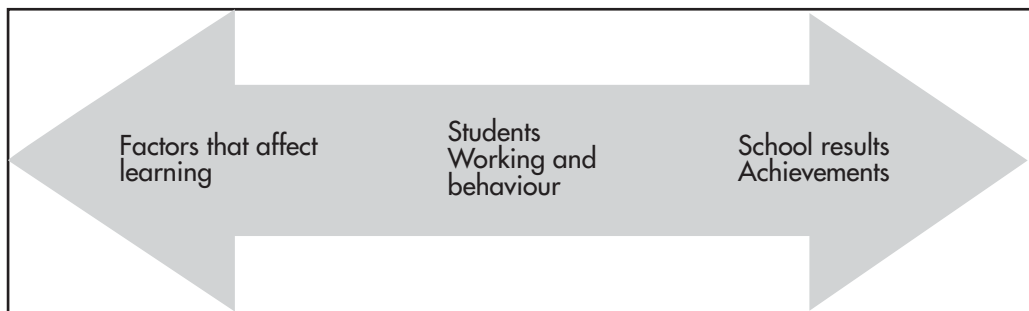 Factors that affect
learning
Students
Working and
behaviour
School results
Achievements